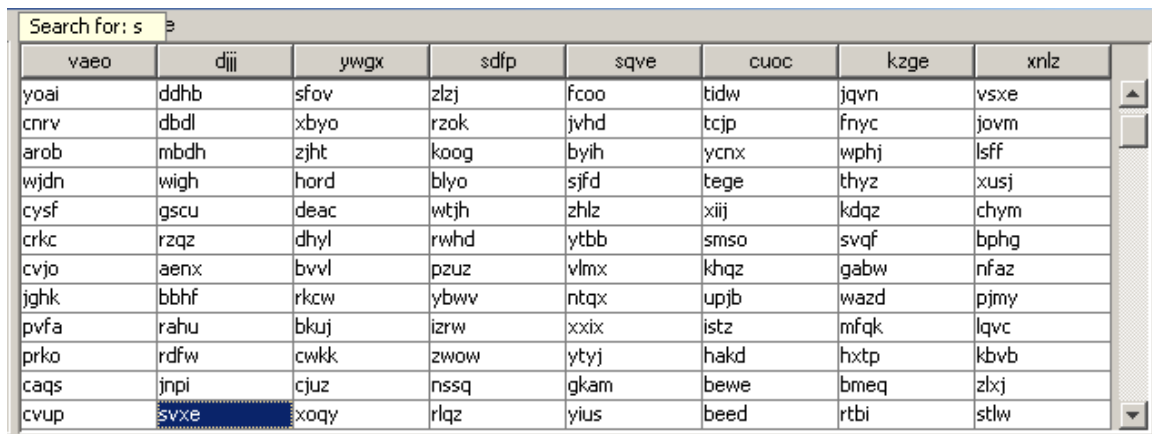 Search for: s e
vaeo djjj ywgx sdfp sqve cuoc kzge xnlz
yoai ddhb sfov zlzj fcoo tidw jqvn vsxe
cnrv dbdl xbyo rzok jvhd tcjp fnyc jovm
arob mbdh zjht koog byih ycnx wphj lsff
wjdn wigh hord blyo sjfd tege thyz xusj
cysf gscu deac wtjh zhlz xiij kdqz chym
crkc rzqz dhyl rwhd ytbb smso svqf bphg
cvjo aenx bvvl pzuz vlmx khqz gabw nfaz
jghk bbhf rkcw ybwv ntqx upjb wazd pjmy
pvfa rahu bkuj izrw xxix istz mfqk lqvc
prko rdfw cwkk zwow ytyj hakd hxtp kbvb
caqs jnpi cjuz nssq gkam bewe bmeq zlxj
cvup svxe xoqy rlqz yius beed rtbi stlw